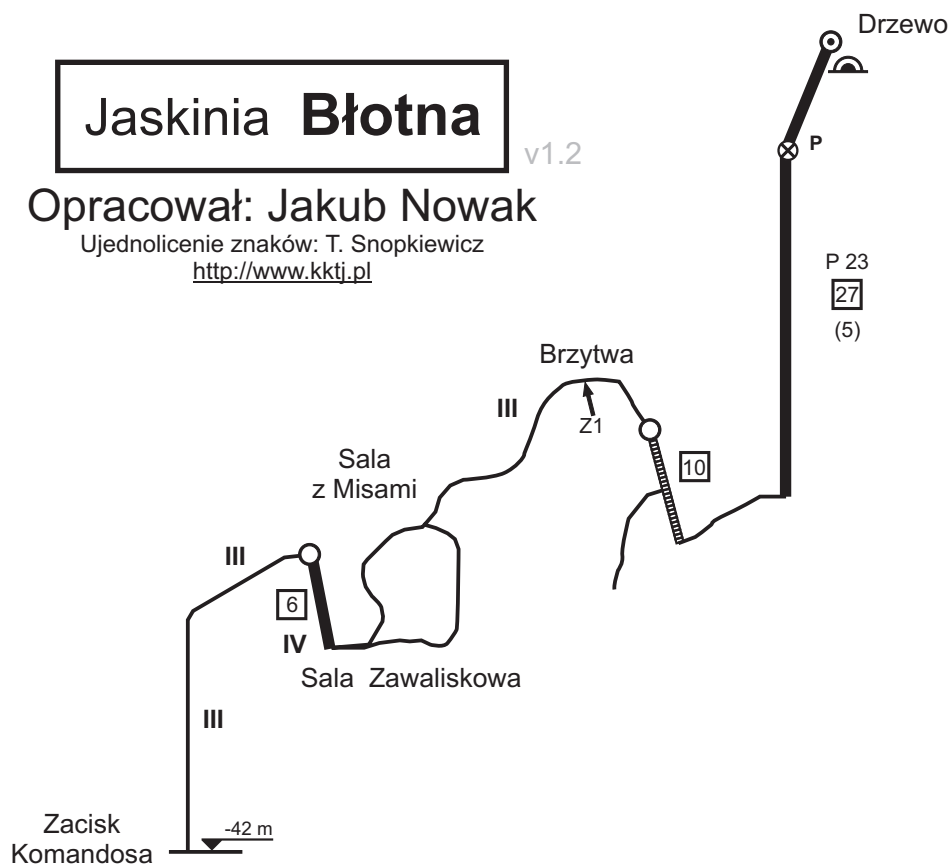 Drzewo
Jaskinia Błotna
v1.2
Opracował: Jakub Nowak
Ujednolicenie znaków: T. Snopkiewicz
http://www.kktj.pl
P
P 23
27
(5)
Brzytwa
III
Z1
10
Sala
z Misami
III
6
IV
Sala Zawaliskowa
III
Zacisk
Komandosa
-42 m